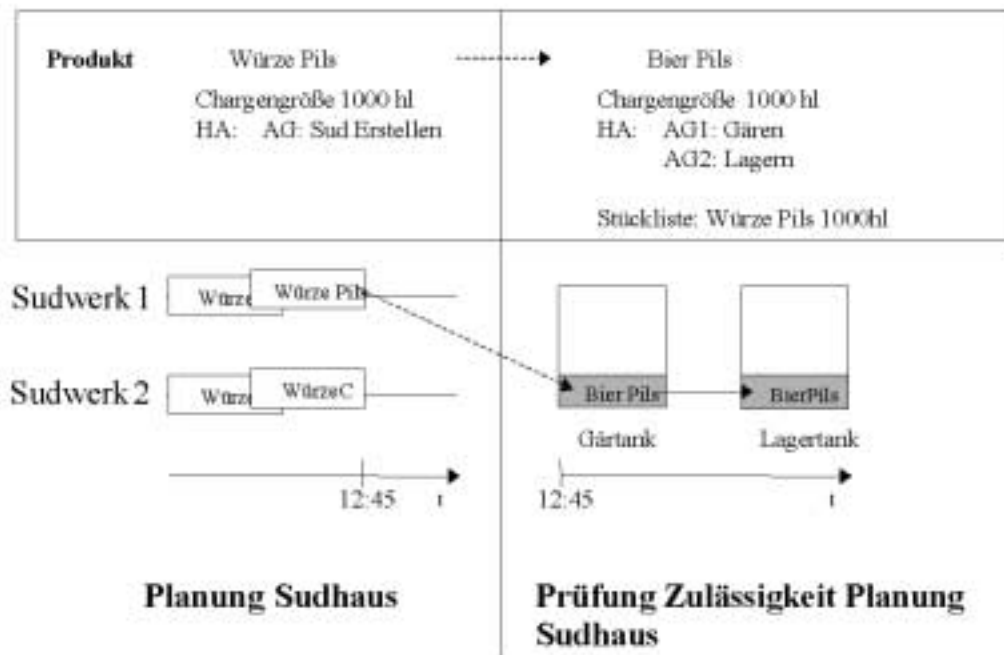 Produkt
Würze Pils
Chargengröße 1000 hl
HA: AG: Sud Erstellen
Bier Pils
Chargengröße 1000 hl
HA: AG1: Gären
AG2: Lagern
Stückliste: Würze Pils 1000hl
Sudwerk 1
Würze
Würze Pils
Sudwerk 2
Würze
WürzeC
12:45
t
Planung Sudhaus
Bier Pils
BierPils
Gärtank
Lagertank
12:45
t
Prüfung Zulässigkeit Planung
Sudhaus